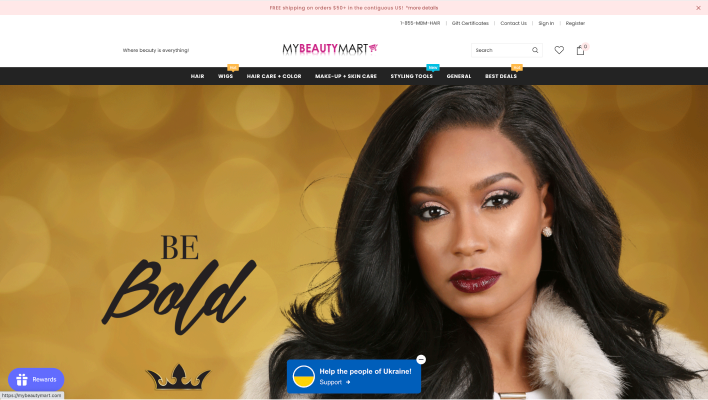 FREE shipping on orders $50+ in the contiguous US! *more details
1-855-MBM-HAIR
Gift Certificates
Contact Us
Sign In
Register
Where beauty is everything!
MYBEAUTYMART
Search
0
HAIR
WIGS
HAIR CARE + COLOR
MAKE-UP + SKIN CARE
STYLING TOOLS
GENERAL
BEST DEALS
BE
Bold
Help the people of Ukraine!
Support →
Rewards
https://mybeautymart.com